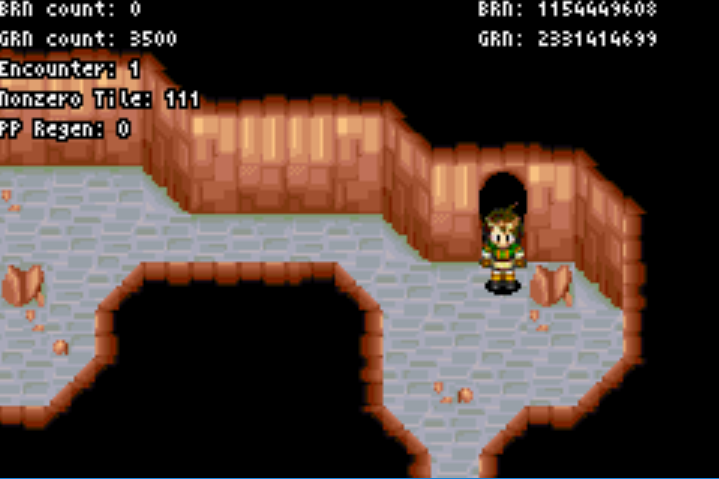 BRN count: 0
BRN: 1154449608
GRN count: 3500
GRN: 2331414699
Encounter: 1
Nonzero Tile: 111
PP Regen: 0